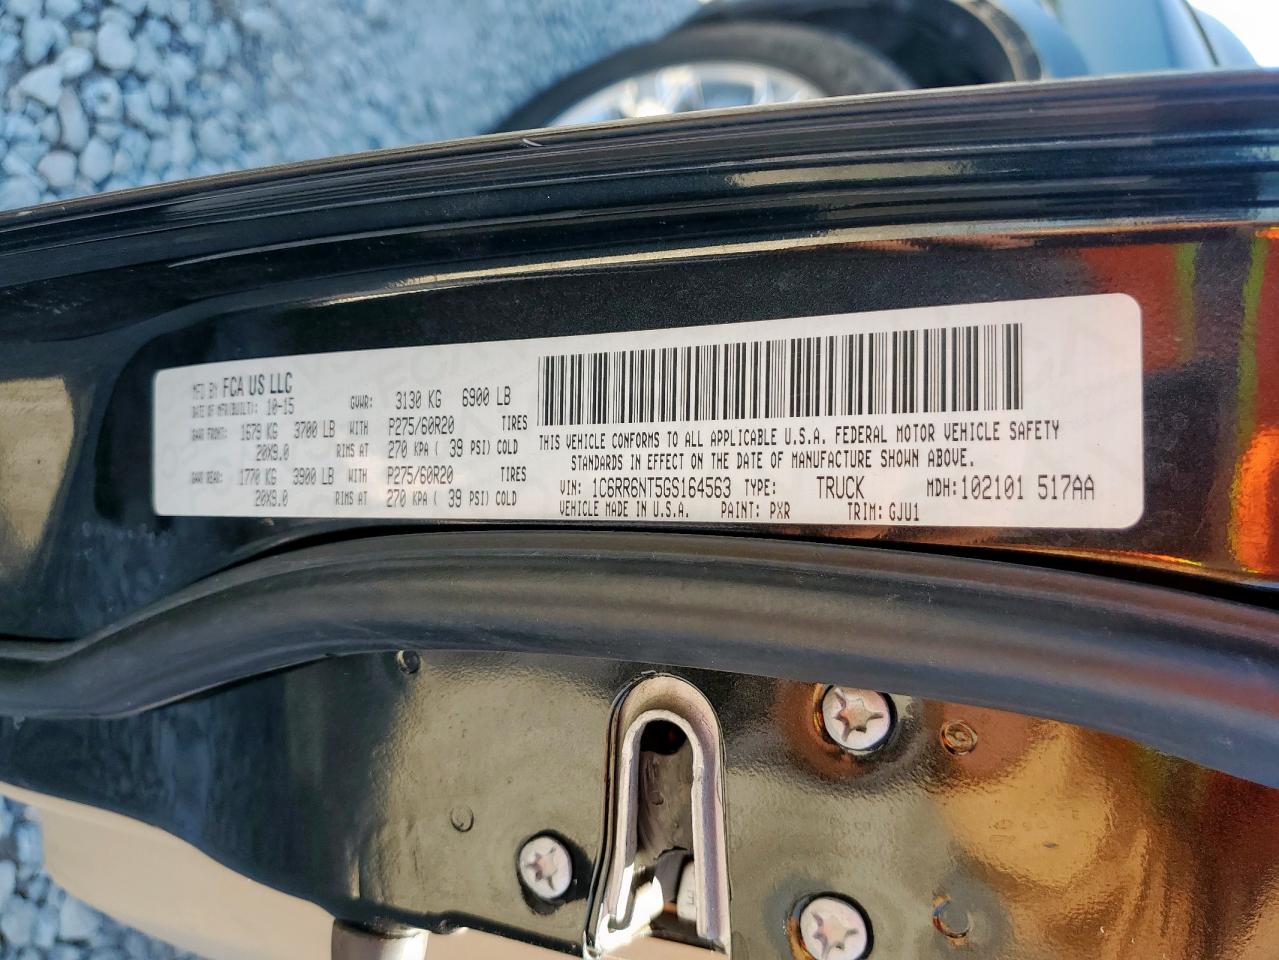 MFD BY FCA US LLC
DATE OF MFR(BUILT): 10-15 GVWR: 3130 KG 6900 LB
GAWR FRONT: 1679 KG 3700 LB WITH P275/60R20 TIRES
20X9.0 RIMS AT 270 KPA ( 39 PSI) COLD
GAWR REAR: 1770 KG 3900 LB WITH P275/60R20 TIRES
20X9.0 RIMS AT 270 KPA ( 39 PSI) COLD
THIS VEHICLE CONFORMS TO ALL APPLICABLE U.S.A. FEDERAL MOTOR VEHICLE SAFETY
STANDARDS IN EFFECT ON THE DATE OF MANUFACTURE SHOWN ABOVE.
VIN: 1C6RR6NT5GS164563 TYPE: TRUCK MDH:102101 517AA
VEHICLE MADE IN U.S.A. PAINT: PXR TRIM: GJU1